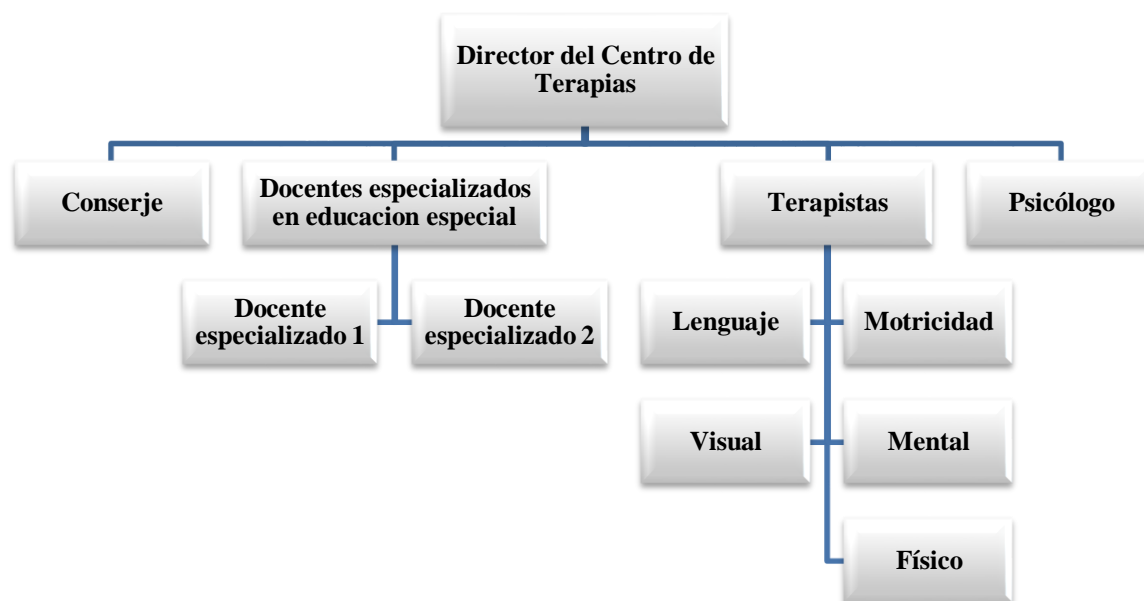 Director del Centro de
Terapias
Conserje
Docentes especializados
en educacion especial
Terapistas
Psicólogo
Docente
especializado 1
Docente
especializado 2
Lenguaje
Motricidad
Visual
Mental
Físico